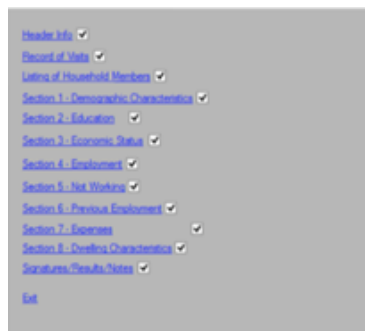 Header Info
Record of Visits
Listing of Household Members
Section 1 - Demographic Characteristics
Section 2 - Education
Section 3 - Economic Status
Section 4 - Employment
Section 5 - Not Working
Section 6 - Previous Employment
Section 7 - Expenses
Section 8 - Dwelling Characteristics
Signatures/Results/Notes
Exit